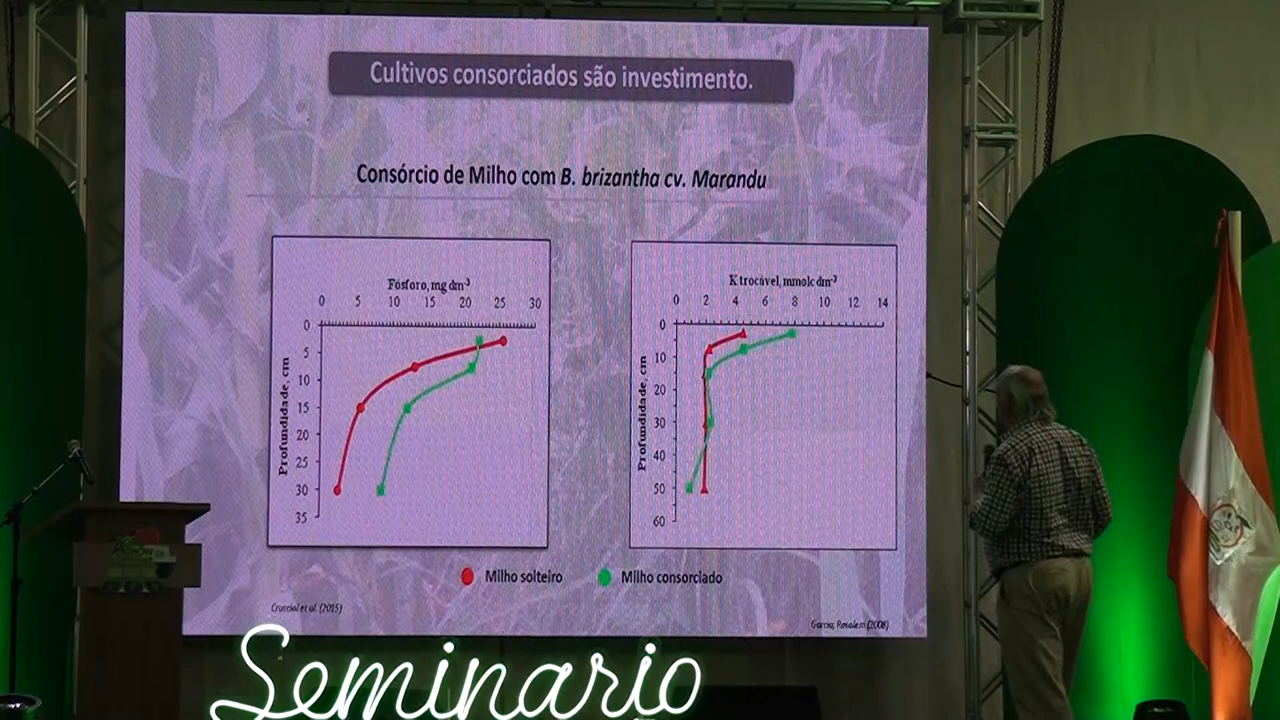 Cultivos consorciados são investimento.
Consórcio de Milho com B. brizantha cv. Marandu
Fósforo, mg dm-3
0 5 10 15 20 25 30
Profundidade, cm
0
5
10
15
20
25
30
35
K trocável, mmolc dm-3
0 2 4 6 8 10 12 14
Profundidade, cm
0
10
20
30
40
50
60
Milho solteiro
Milho consorciado
Crusciol et al. (2015)
Garcia; Rosolem (2008)
Seminario